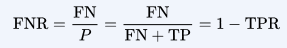 FNR = FN/P = FN/(FN + TP) = 1 − TPR